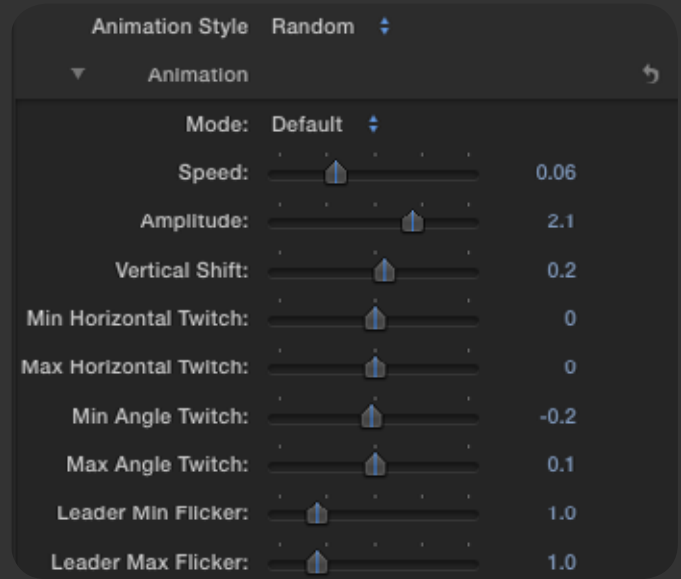 Animation Style Random
Animation
Mode: Default
Speed: 0.06
Amplitude: 2.1
Vertical Shift: 0.2
Min Horizontal Twitch: 0
Max Horizontal Twitch: 0
Min Angle Twitch: -0.2
Max Angle Twitch: 0.1
Leader Min Flicker: 1.0
Leader Max Flicker: 1.0